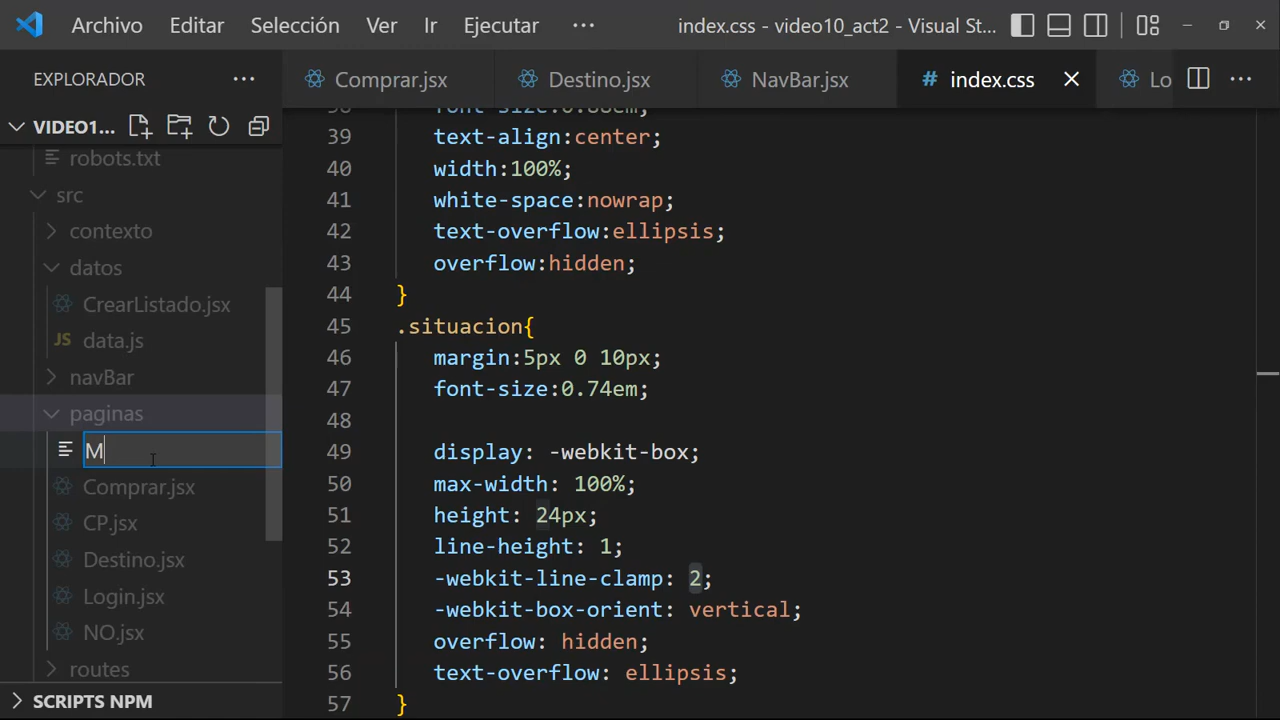 Archivo Editar Selección Ver Ir Ejecutar ··· index.css - video10_act2 - Visual St...
EXPLORADOR ···
Comprar.jsx Destino.jsx NavBar.jsx # index.css Lo ···
VIDEO1...
robots.txt
src
contexto
datos
CrearListado.jsx
JS data.js
navBar
paginas
M
Comprar.jsx
CP.jsx
Destino.jsx
Login.jsx
NO.jsx
routes
SCRIPTS NPM
38 font-size:0.88em;
39 text-align:center;
40 width:100%;
41 white-space:nowrap;
42 text-overflow:ellipsis;
43 overflow:hidden;
44 }
45 .situacion{
46 margin:5px 0 10px;
47 font-size:0.74em;
48
49 display: -webkit-box;
50 max-width: 100%;
51 height: 24px;
52 line-height: 1;
53 -webkit-line-clamp: 2;
54 -webkit-box-orient: vertical;
55 overflow: hidden;
56 text-overflow: ellipsis;
57 }